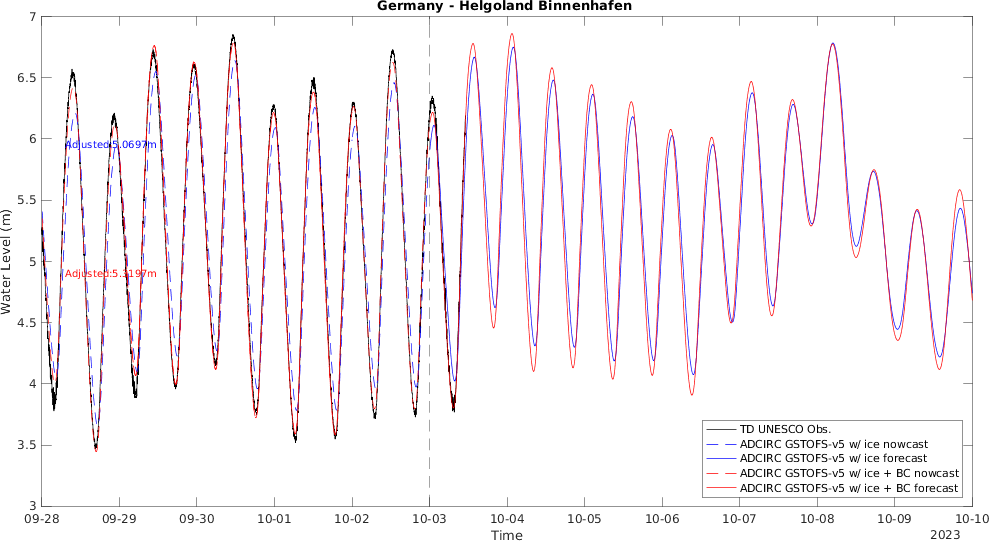 Germany - Helgoland Binnenhafen
7
6.5
6
5.5
5
4.5
4
3.5
3
Water Level (m)
Adjusted:5.0697m
Adjusted:5.3197m
TD UNESCO Obs.
ADCIRC GSTOFS-v5 w/ ice nowcast
ADCIRC GSTOFS-v5 w/ ice forecast
ADCIRC GSTOFS-v5 w/ ice + BC nowcast
ADCIRC GSTOFS-v5 w/ ice + BC forecast
09-28 09-29 09-30 10-01 10-02 10-03 10-04 10-05 10-06 10-07 10-08 10-09 10-10
Time
2023